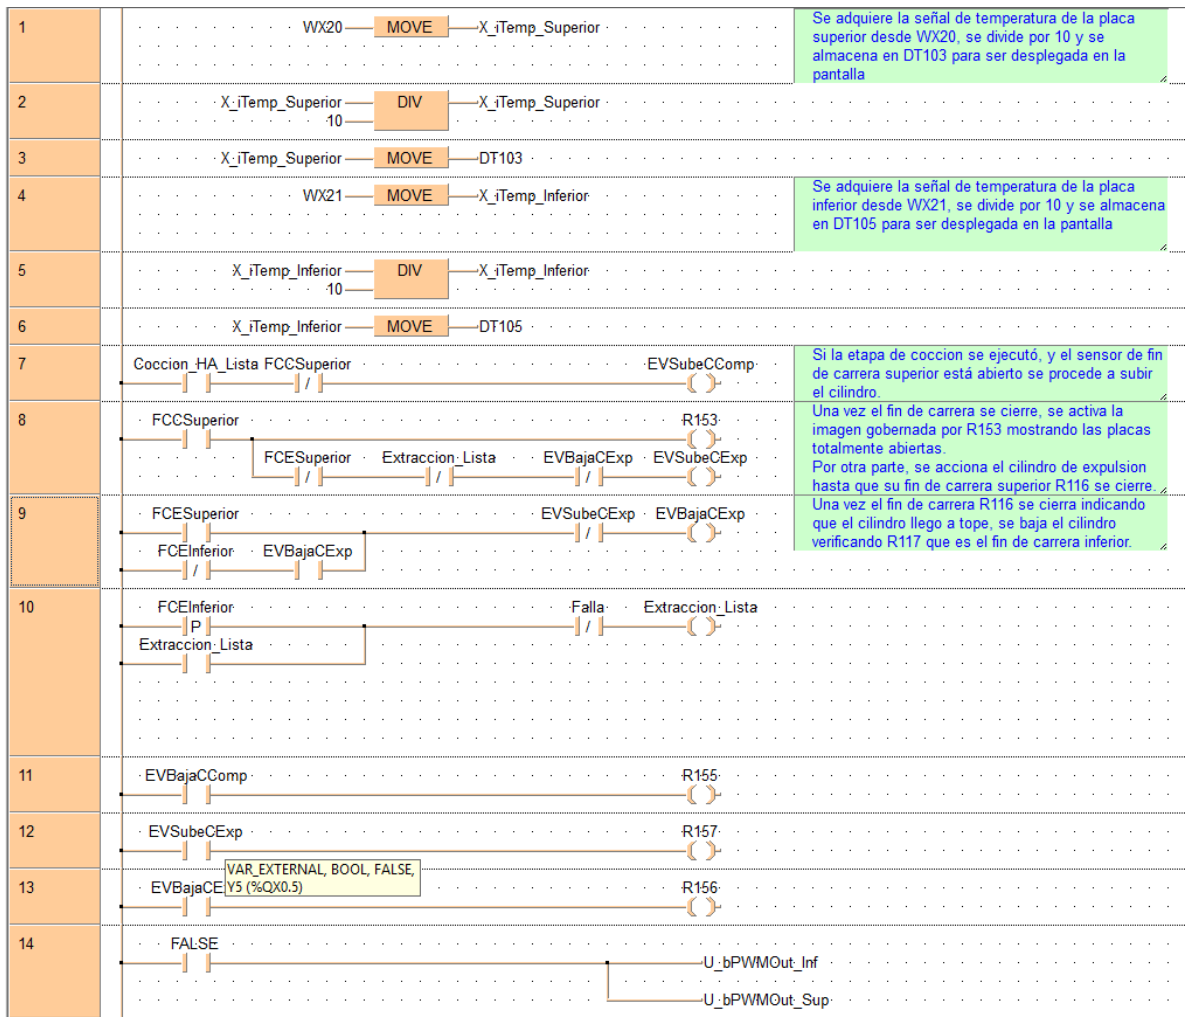 1
WX20 MOVE X_iTemp_Superior
Se adquiere la señal de temperatura de la placa
superior desde WX20, se divide por 10 y se
almacena en DT103 para ser desplegada en la
pantalla
2
X_iTemp_Superior DIV X_iTemp_Superior
10
3
X_iTemp_Superior MOVE DT103
4
WX21 MOVE X_iTemp_Inferior
Se adquiere la señal de temperatura de la placa
inferior desde WX21, se divide por 10 y se almacena
en DT105 para ser desplegada en la pantalla
5
X_iTemp_Inferior DIV X_iTemp_Inferior
10
6
X_iTemp_Inferior MOVE DT105
7
Coccion_HA_Lista FCCSuperior EVSubeCComp
Si la etapa de coccion se ejecutó, y el sensor de fin
de carrera superior está abierto se procede a subir
el cilindro.
8
FCCSuperior R153
FCESuperior Extraccion_Lista EVBajaCExp EVSubeCExp
Una vez el fin de carrera se cierre, se activa la
imagen gobernada por R153 mostrando las placas
totalmente abiertas.
Por otra parte, se acciona el cilindro de expulsion
hasta que su fin de carrera superior R116 se cierre.
9
FCESuperior EVSubeCExp EVBajaCExp
FCEInferior EVBajaCExp
Una vez el fin de carrera R116 se cierra indicando
que el cilindro llego a tope, se baja el cilindro
verificando R117 que es el fin de carrera inferior.
10
FCEInferior Falla Extraccion_Lista
P
Extraccion_Lista
11
EVBajaCComp R155
12
EVSubeCExp R157
VAR_EXTERNAL, BOOL, FALSE,
Y5 (%QX0.5)
13
EVBajaCE R156
14
FALSE
U_bPWMOut_Inf
U_bPWMOut_Sup